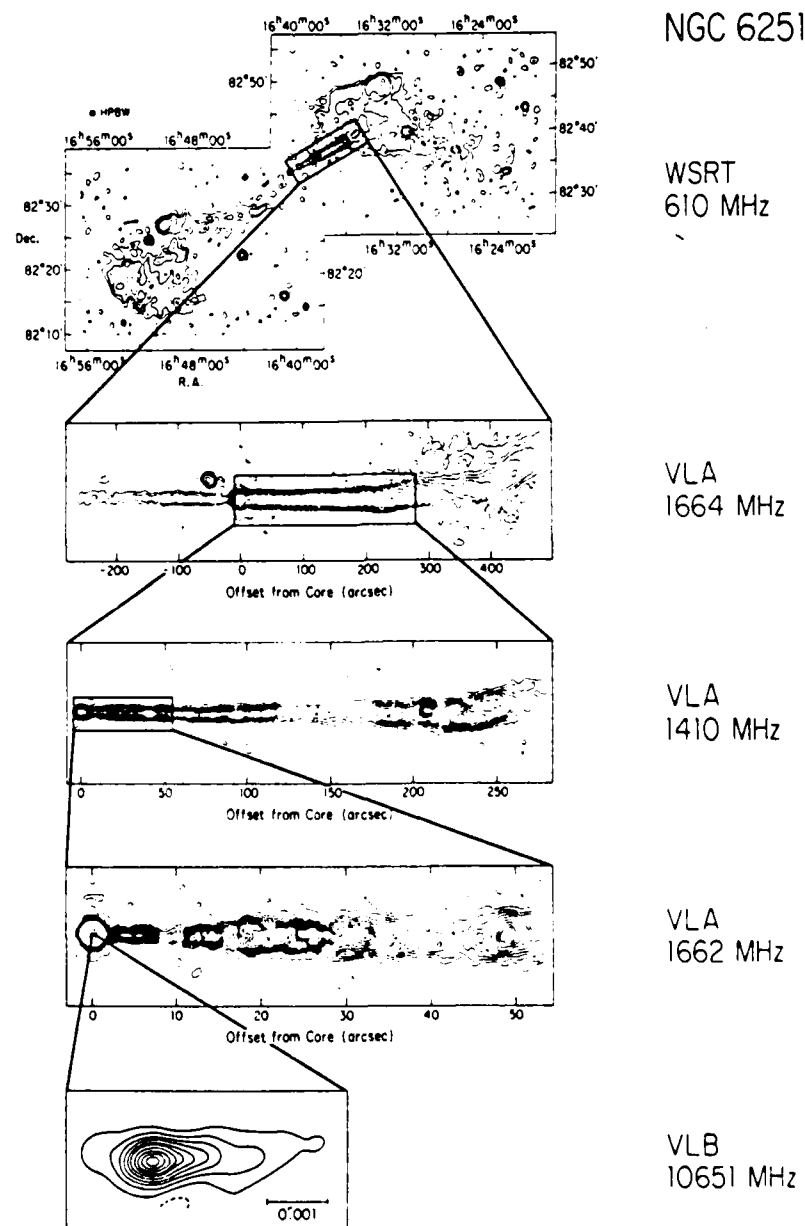 NGC 6251
16ʰ40ᵐ00ˢ 16ʰ32ᵐ00ˢ 16ʰ24ᵐ00ˢ
82°50' 82°50'
HPBW
16ʰ56ᵐ00ˢ 16ʰ48ᵐ00ˢ
82°40'
82°30'
WSRT
610 MHz
82°30'
Dec.
16ʰ32ᵐ00ˢ 16ʰ24ᵐ00ˢ
82°20' 82°20'
82°10'
16ʰ56ᵐ00ˢ 16ʰ48ᵐ00ˢ 16ʰ40ᵐ00ˢ
R.A.
VLA
1664 MHz
-200 -100 0 100 200 300 400
Offset from Core (arcsec)
VLA
1410 MHz
0 50 100 150 200 250
Offset from Core (arcsec)
VLA
1662 MHz
0 10 20 30 40 50
Offset from Core (arcsec)
VLB
10651 MHz
0".001